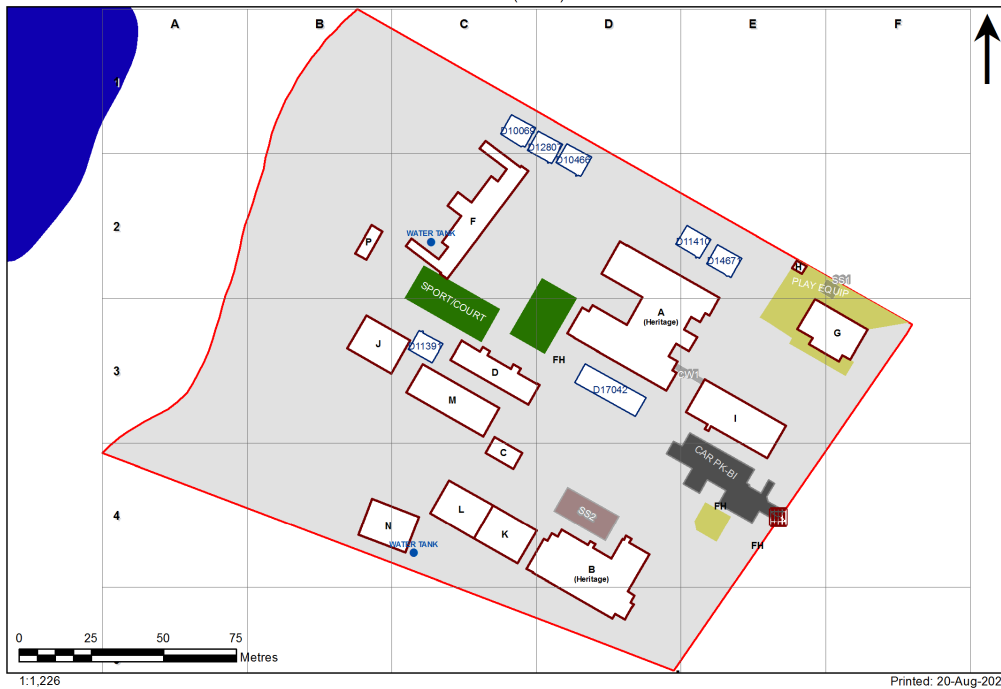 A
B
C
D
E
F
1
D10069
D1280
D10466
F
2
WATER TANK
P
D11410
D14671
H
SS1
PLAY EQUIP
SPORT/COURT
A
(Heritage)
G
J
D11391
FH
3
D
CW1
D17042
M
I
C
CAR PK-BI
L
SS2
FH
4
N
K
WATER TANK
FH
B
(Heritage)
0 25 50 75
Metres
1:1,226
Printed: 20-Aug-202